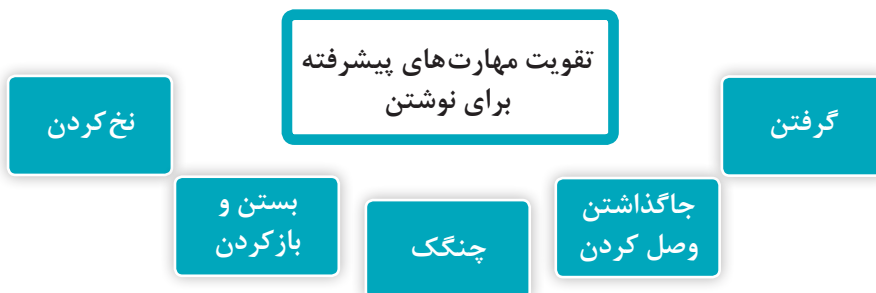 تقویت مهارت‌های پیشرفته
برای نوشتن
گرفتن
جاگذاشتن
وصل کردن
چنگک
بستن و
بازکردن
نخ کردن